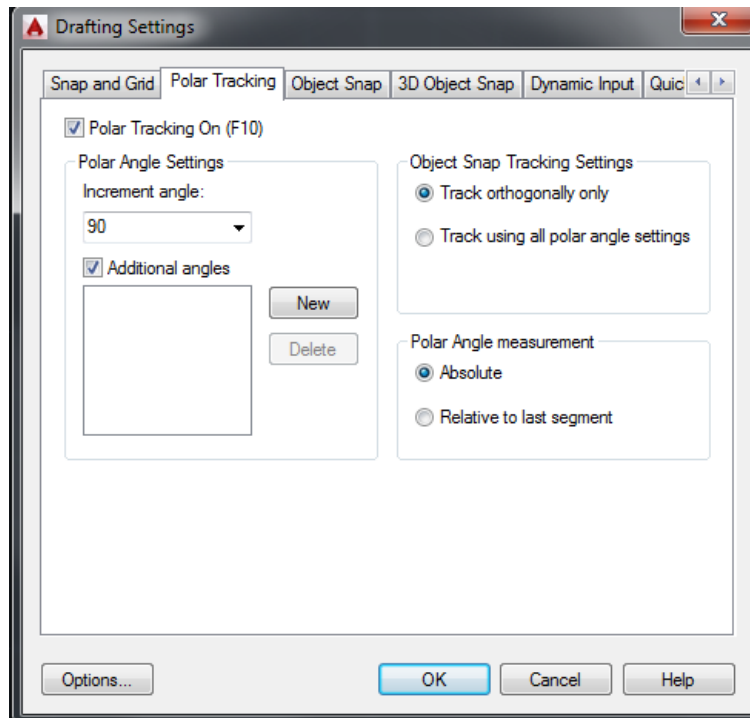 Drafting Settings
Snap and Grid Polar Tracking Object Snap 3D Object Snap Dynamic Input Quic
Polar Tracking On (F10)
Polar Angle Settings
Increment angle:
90
Additional angles
New
Delete
Object Snap Tracking Settings
Track orthogonally only
Track using all polar angle settings
Polar Angle measurement
Absolute
Relative to last segment
Options... OK Cancel Help